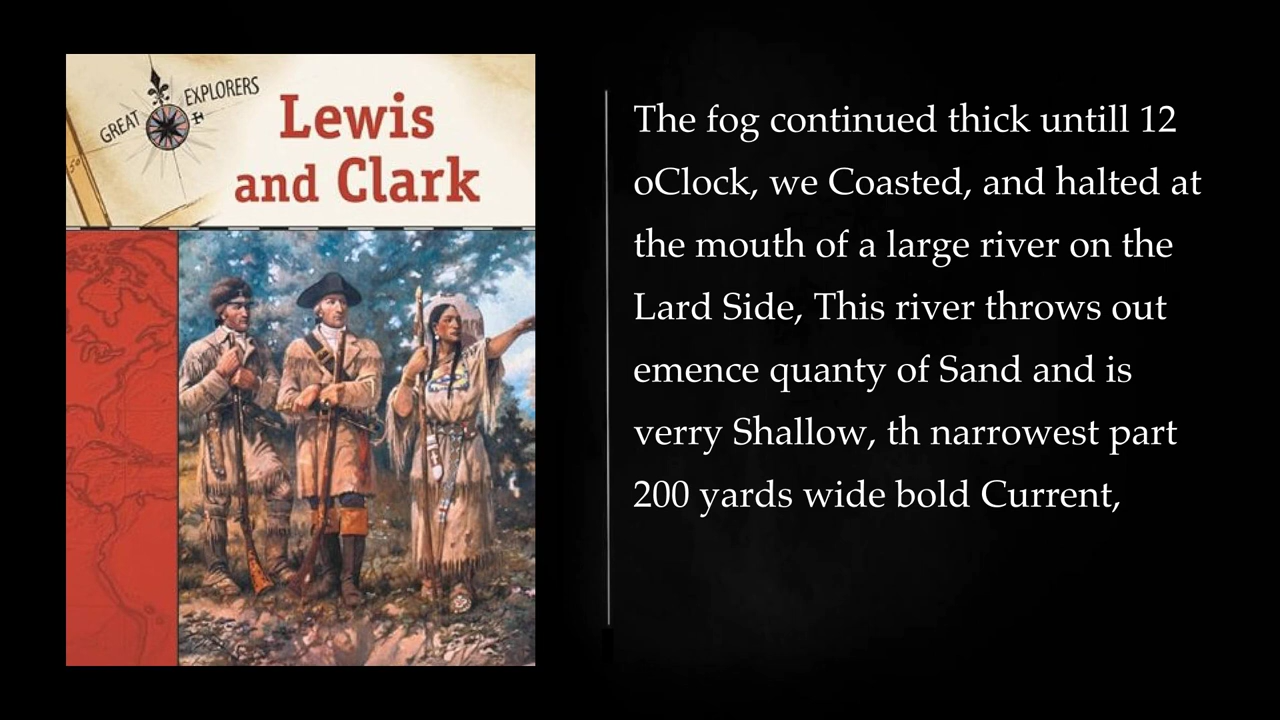 GREAT EXPLORERS
Lewis
and Clark
50
The fog continued thick untill 12
oClock, we Coasted, and halted at
the mouth of a large river on the
Lard Side, This river throws out
emence quanty of Sand and is
verry Shallow, th narrowest part
200 yards wide bold Current,